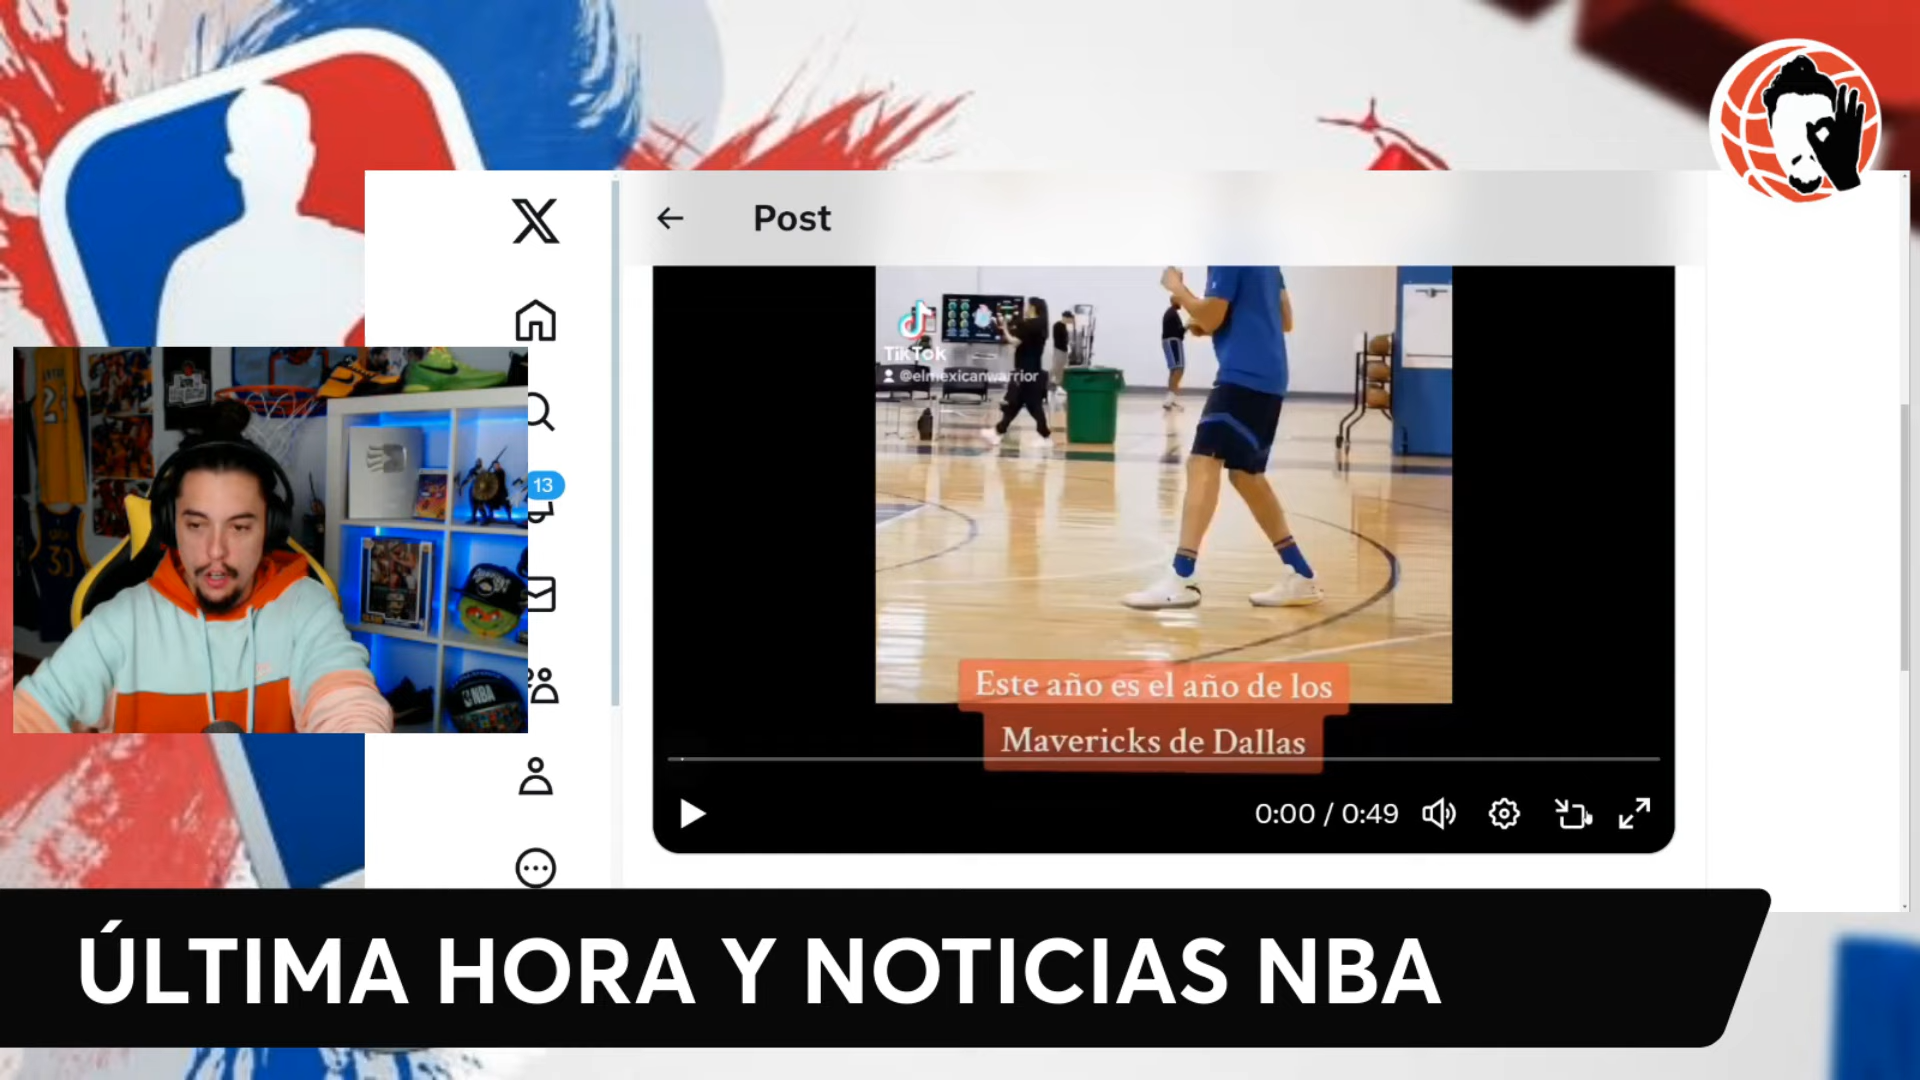 Post
TikTok
@elmexicanwarrior
13
Este año es el año de los
Mavericks de Dallas
0:00 / 0:49
NBA
ÚLTIMA HORA Y NOTICIAS NBA